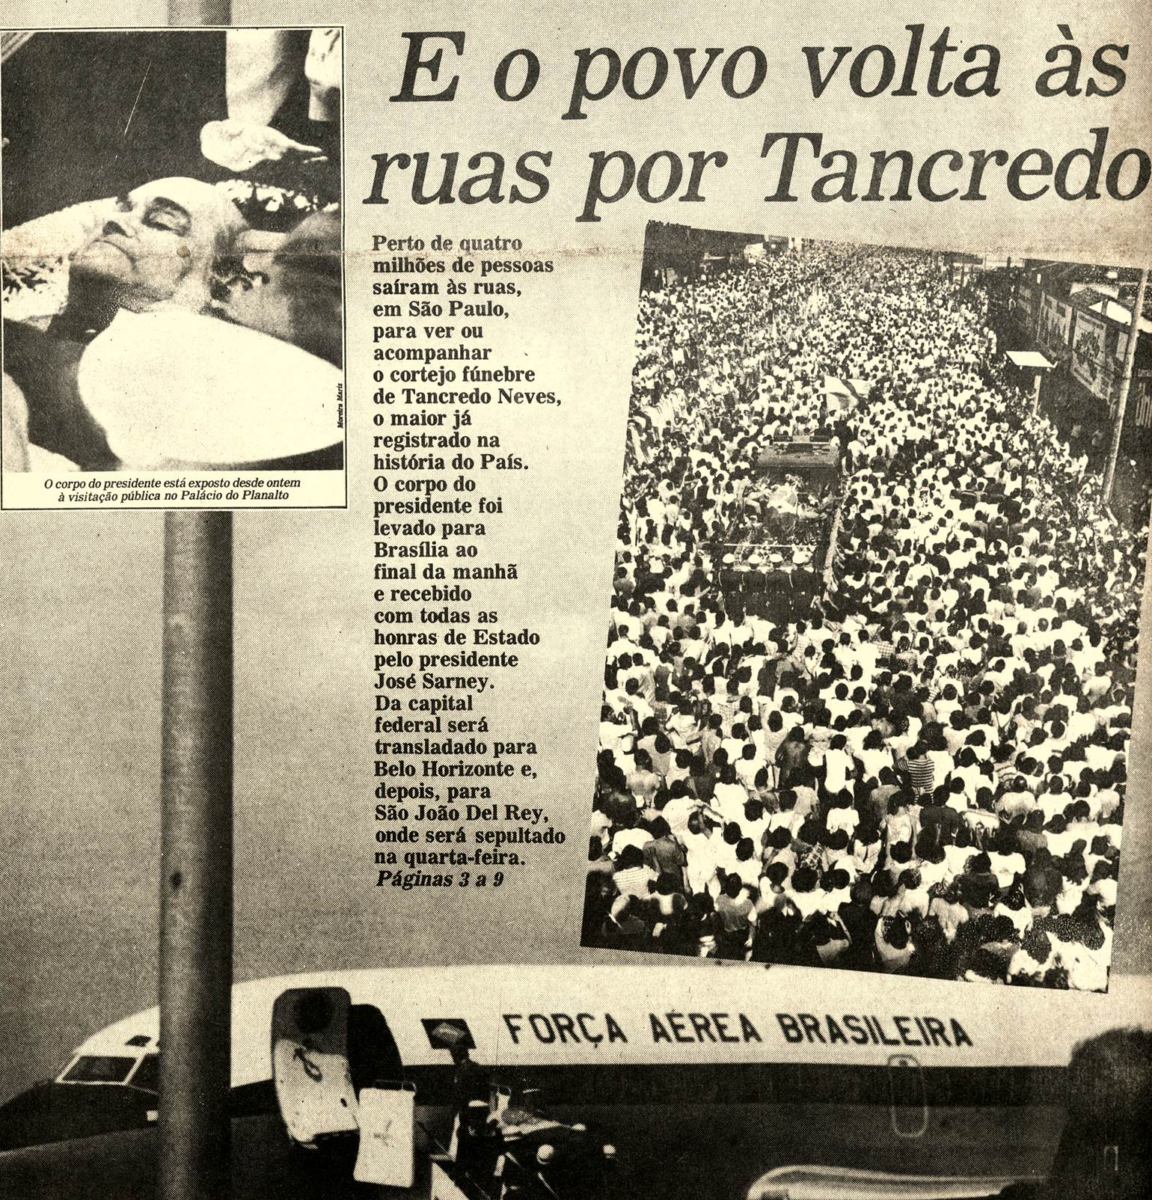 E o povo volta às
ruas por Tancredo
Perto de quatro
milhões de pessoas
saíram às ruas,
em São Paulo,
para ver ou
acompanhar
o cortejo fúnebre
de Tancredo Neves,
o maior já
registrado na
história do País.
O corpo do
presidente foi
levado para
Brasília ao
final da manhã
e recebido
com todas as
honras de Estado
pelo presidente
José Sarney.
Da capital
federal será
transladado para
Belo Horizonte e,
depois, para
São João Del Rey,
onde será sepultado
na quarta-feira.
Páginas 3 a 9
Moreira Mariz
O corpo do presidente está exposto desde ontem
à visitação pública no Palácio do Planalto
FORÇA AÉREA BRASILEIRA